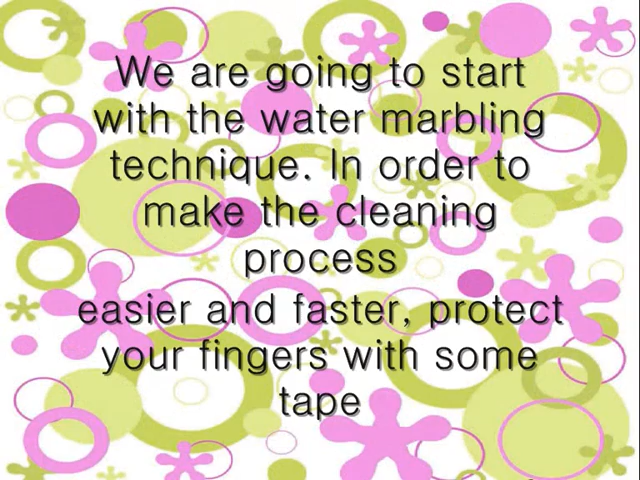 We are going to start
with the water marbling
technique. In order to
make the cleaning
process
easier and faster, protect
your fingers with some
tape